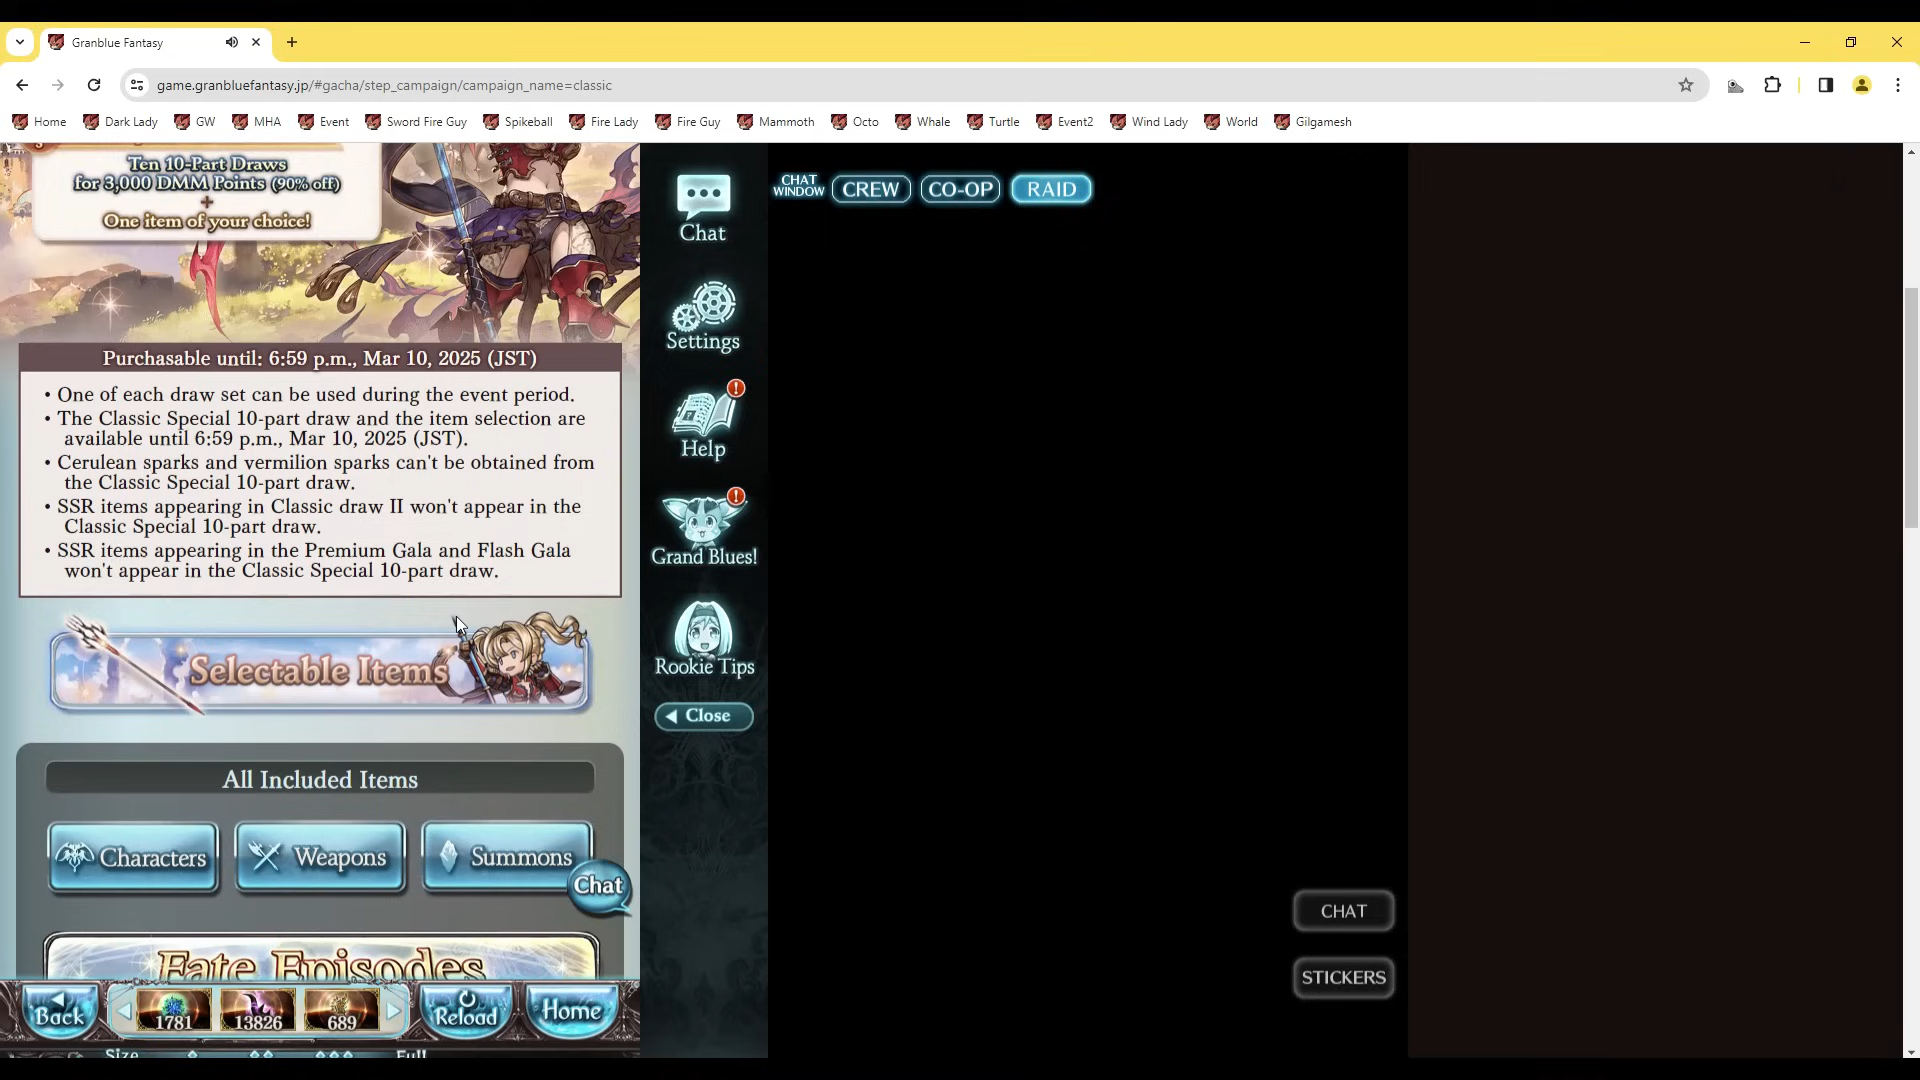 Granblue Fantasy
game.granbluefantasy.jp/#gacha/step_campaign/campaign_name=classic
Home
Dark Lady
GW
MHA
Event
Sword Fire Guy
Spikeball
Fire Lady
Fire Guy
Mammoth
Octo
Whale
Turtle
Event2
Wind Lady
World
Gilgamesh
Ten 10-Part Draws
for 3,000 DMM Points (90% off)
+
One item of your choice!
Purchasable until: 6:59 p.m., Mar 10, 2025 (JST)
• One of each draw set can be used during the event period.
• The Classic Special 10-part draw and the item selection are
available until 6:59 p.m., Mar 10, 2025 (JST).
• Cerulean sparks and vermilion sparks can't be obtained from
the Classic Special 10-part draw.
• SSR items appearing in Classic draw II won't appear in the
Classic Special 10-part draw.
• SSR items appearing in the Premium Gala and Flash Gala
won't appear in the Classic Special 10-part draw.
Selectable Items
All Included Items
Characters
Weapons
Summons
Chat
Fate Episodes
Back
1781
13826
689
Reload
Home
Size
Full
Chat
Settings
Help
Grand Blues!
Rookie Tips
Close
CHAT
WINDOW
CREW
CO-OP
RAID
CHAT
STICKERS